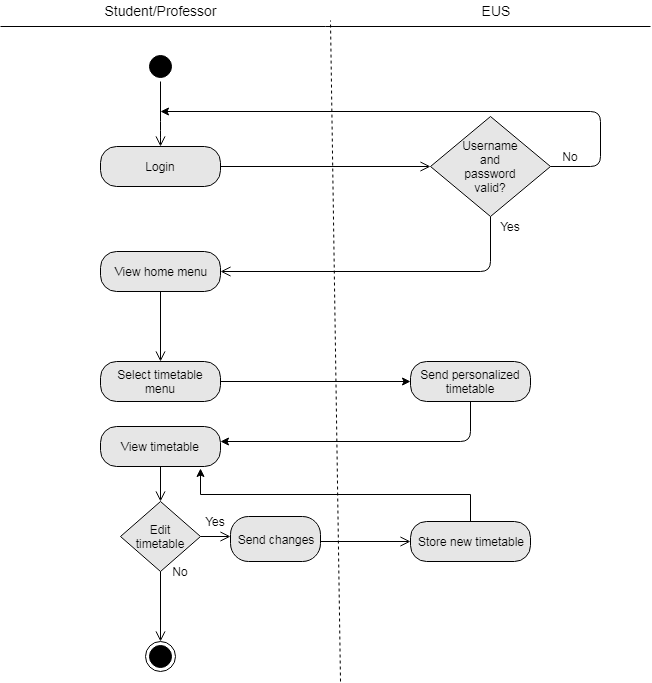 Student/Professor
EUS
Login
Username
and
password
valid?
No
Yes
View home menu
Select timetable
menu
Send personalized
timetable
View timetable
Edit
timetable
Yes
Send changes
Store new timetable
No